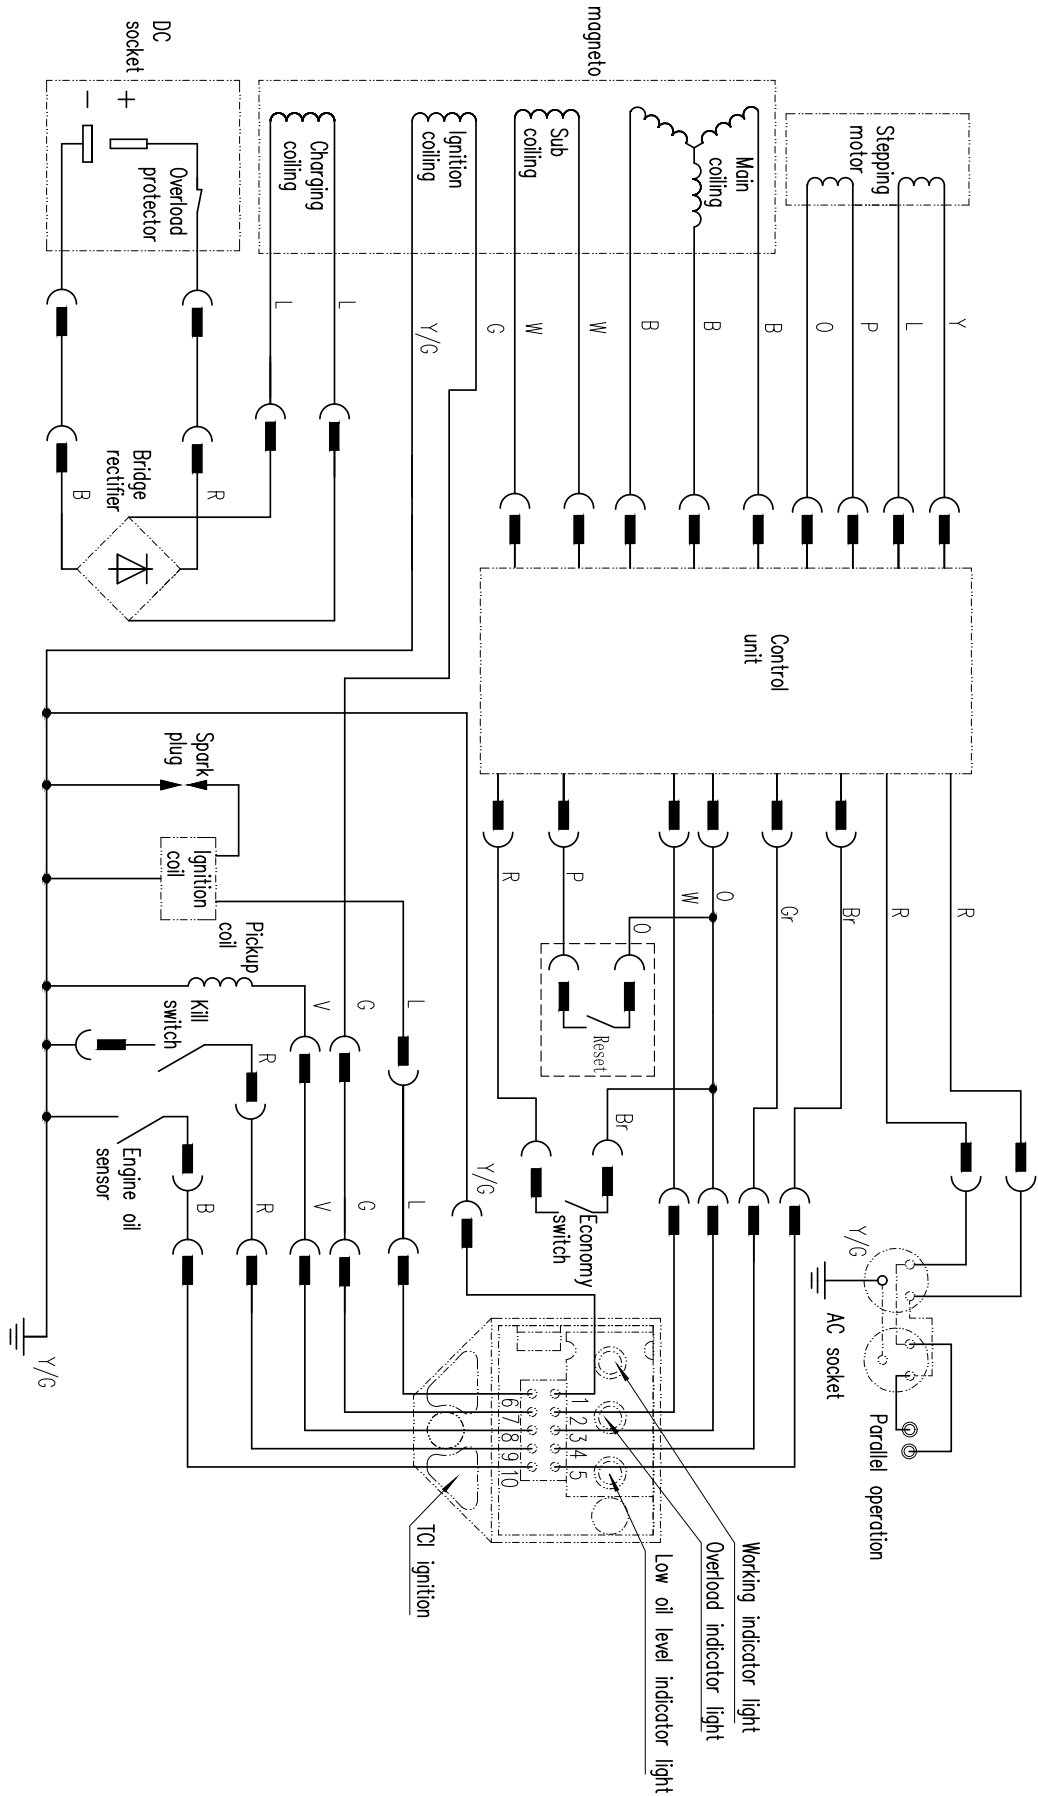 Stepping
motor
Y
L
P
O
magneto
Main
coiling
B
B
B
Sub
coiling
W
W
Ignition
coiling
G
Y/G
Charging
coiling
L
L
DC
socket
+
−
Overload
protector
R
B
Bridge
rectifier
Control
unit
R
R
Br
Gr
O
W
P
R
O
Reset
Br
Economy
switch
Y/G
AC socket
Y/G
Parallel operation
Spark
plug
Ignition
coil
Pickup
coil
Kill
switch
Engine oil
sensor
L
G
V
R
L
G
V
R
B
1
2
3
4
5
6
7
8
9
10
Working indicator light
Overload indicator light
Low oil level indicator light
TCI ignition
Y/G